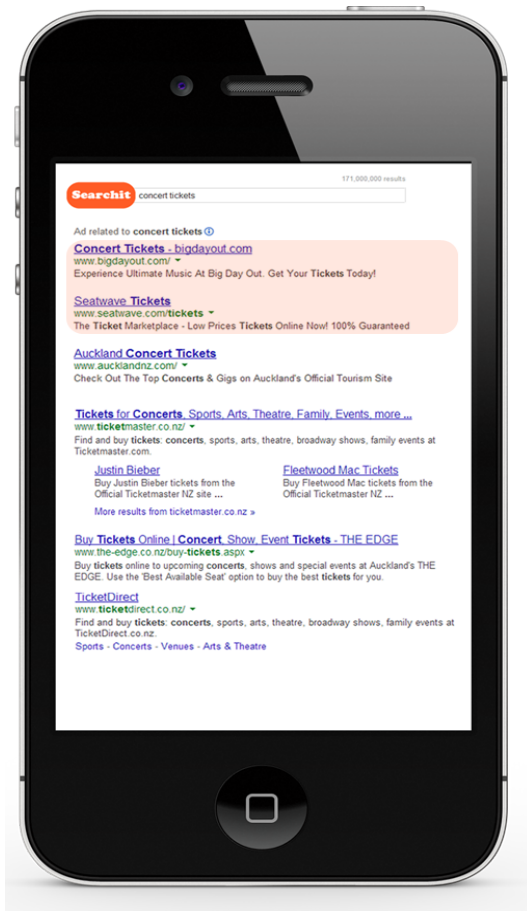 171,000,000 results
Searchit
concert tickets
Ad related to concert tickets
Concert Tickets - bigdayout.com
www.bigdayout.com/
Experience Ultimate Music At Big Day Out. Get Your Tickets Today!
Seatwave Tickets
www.seatwave.com/tickets
The Ticket Marketplace - Low Prices Tickets Online Now! 100% Guaranteed
Auckland Concert Tickets
www.aucklandnz.com/
Check Out The Top Concerts & Gigs on Auckland's Official Tourism Site
Tickets for Concerts, Sports, Arts, Theatre, Family, Events, more ...
www.ticketmaster.co.nz/
Find and buy tickets: concerts, sports, arts, theatre, broadway shows, family events at
Ticketmaster.com.
Justin Bieber
Buy Justin Bieber tickets from the
Official Ticketmaster NZ site ...
Fleetwood Mac Tickets
Buy Fleetwood Mac tickets from the
Official Ticketmaster NZ ...
More results from ticketmaster.co.nz »
Buy Tickets Online | Concert, Show, Event Tickets - THE EDGE
www.the-edge.co.nz/buy-tickets.aspx
Buy tickets online to upcoming concerts, shows and special events at Auckland's THE
EDGE. Use the 'Best Available Seat' option to buy the best tickets for you.
TicketDirect
www.ticketdirect.co.nz/
Find and buy tickets: concerts, sports, arts, theatre, broadway shows, family events at
TicketDirect.co.nz.
Sports - Concerts - Venues - Arts & Theatre